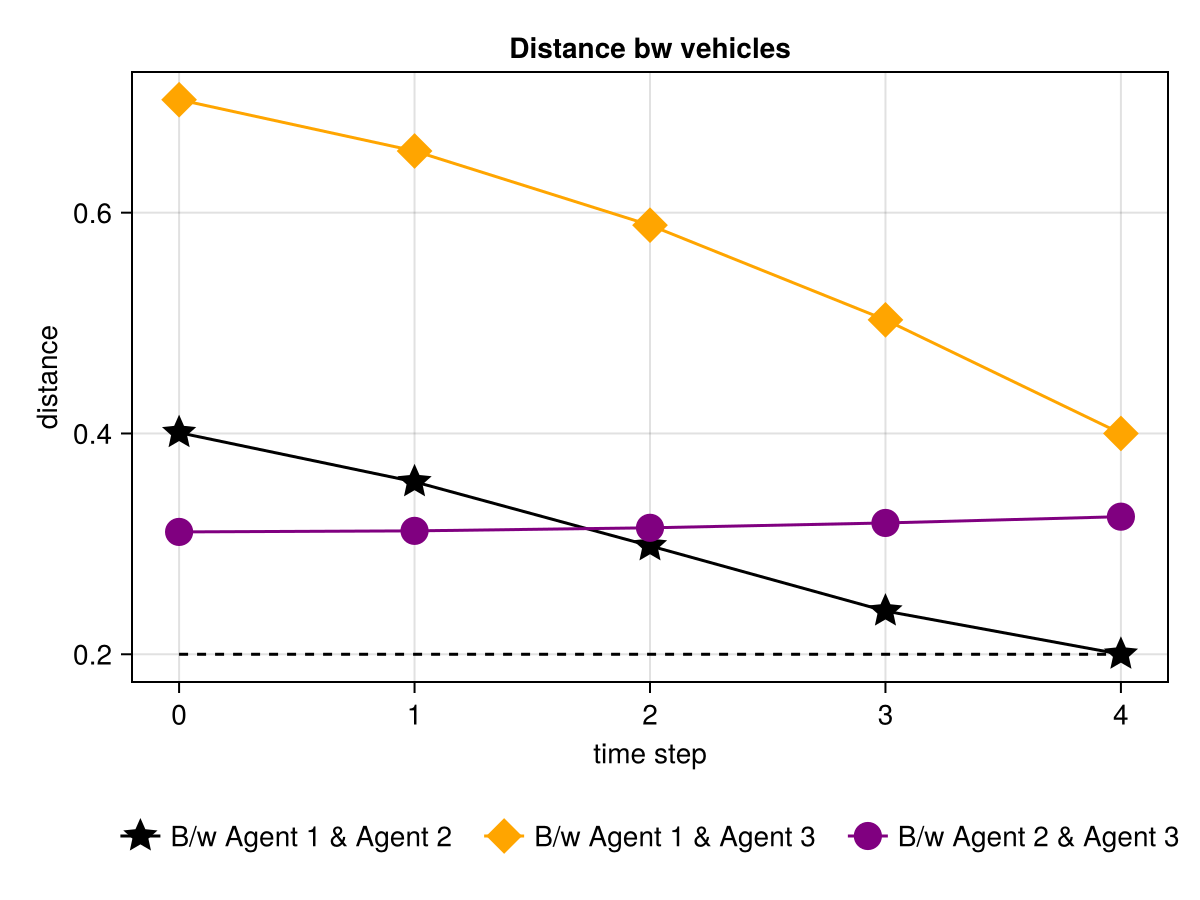 Distance bw vehicles
distance
0.6
0.4
0.2
0 1 2 3 4
time step
B/w Agent 1 & Agent 2 B/w Agent 1 & Agent 3 B/w Agent 2 & Agent 3